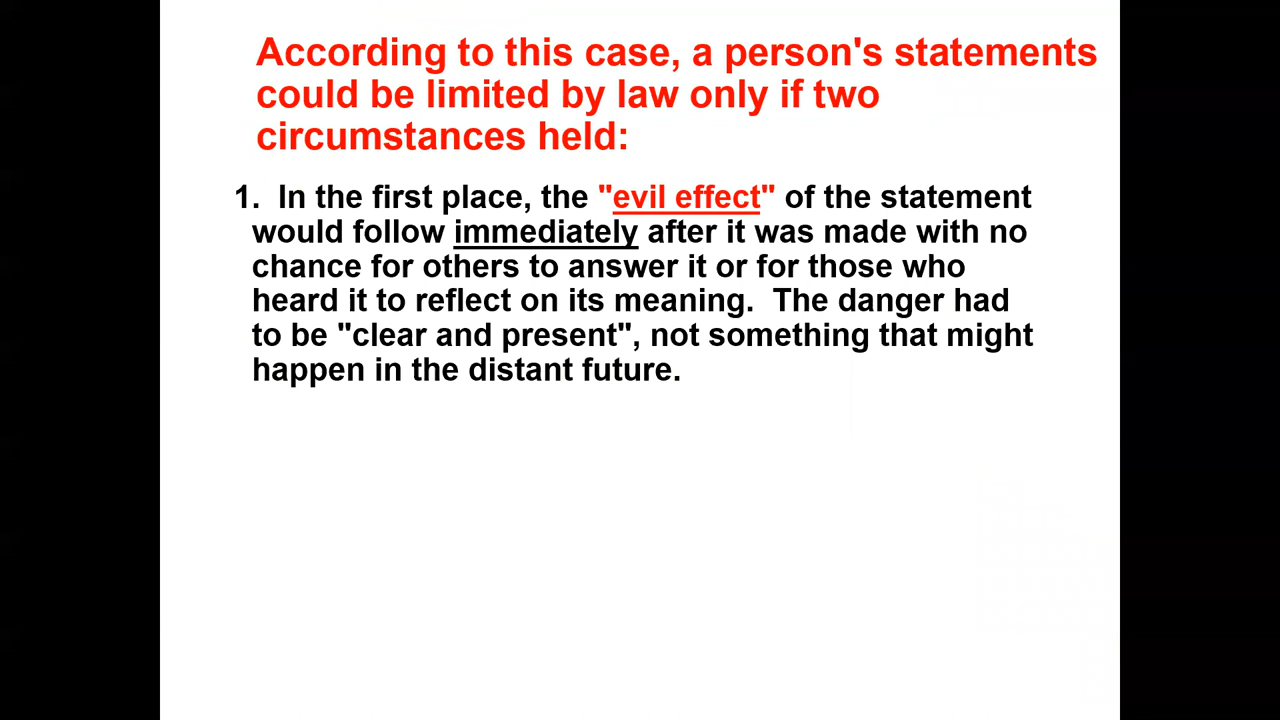 According to this case, a person's statements
could be limited by law only if two
circumstances held:
1.  In the first place, the "evil effect" of the statement
would follow immediately after it was made with no
chance for others to answer it or for those who
heard it to reflect on its meaning.  The danger had
to be "clear and present", not something that might
happen in the distant future.